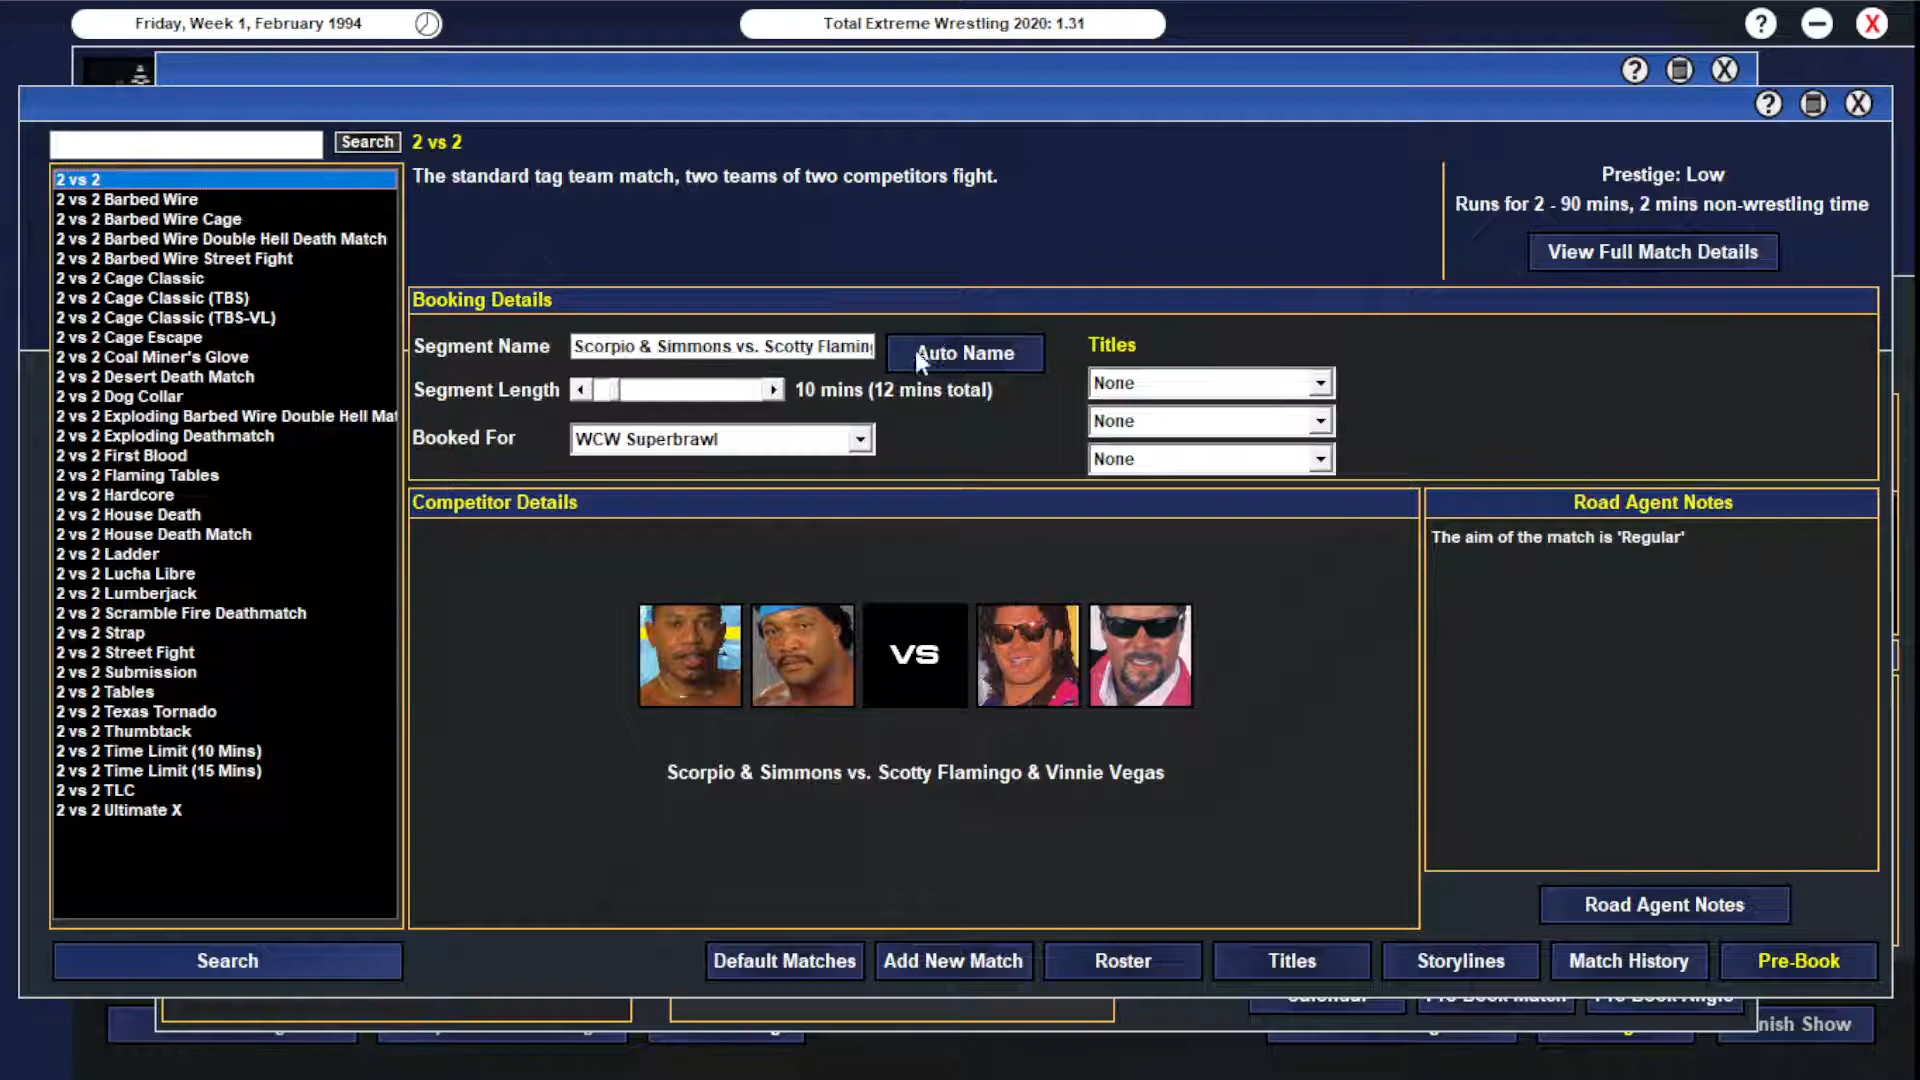 Friday, Week 1, February 1994
Total Extreme Wrestling 2020: 1.31
?
X
? X
? X
Search
2 vs 2
2 vs 2
2 vs 2 Barbed Wire
2 vs 2 Barbed Wire Cage
2 vs 2 Barbed Wire Double Hell Death Match
2 vs 2 Barbed Wire Street Fight
2 vs 2 Cage Classic
2 vs 2 Cage Classic (TBS)
2 vs 2 Cage Classic (TBS-VL)
2 vs 2 Cage Escape
2 vs 2 Coal Miner's Glove
2 vs 2 Desert Death Match
2 vs 2 Dog Collar
2 vs 2 Exploding Barbed Wire Double Hell Mat
2 vs 2 Exploding Deathmatch
2 vs 2 First Blood
2 vs 2 Flaming Tables
2 vs 2 Hardcore
2 vs 2 House Death
2 vs 2 House Death Match
2 vs 2 Ladder
2 vs 2 Lucha Libre
2 vs 2 Lumberjack
2 vs 2 Scramble Fire Deathmatch
2 vs 2 Strap
2 vs 2 Street Fight
2 vs 2 Submission
2 vs 2 Tables
2 vs 2 Texas Tornado
2 vs 2 Thumbtack
2 vs 2 Time Limit (10 Mins)
2 vs 2 Time Limit (15 Mins)
2 vs 2 TLC
2 vs 2 Ultimate X
The standard tag team match, two teams of two competitors fight.
Prestige: Low
Runs for 2 - 90 mins, 2 mins non-wrestling time
View Full Match Details
Booking Details
Segment Name
Scorpio & Simmons vs. Scotty Flaming
Auto Name
Segment Length
10 mins (12 mins total)
Booked For
WCW Superbrawl
Titles
None
None
None
Competitor Details
VS
Scorpio & Simmons vs. Scotty Flamingo & Vinnie Vegas
Road Agent Notes
The aim of the match is 'Regular'
Road Agent Notes
Search
Default Matches
Add New Match
Roster
Titles
Storylines
Match History
Pre-Book
Calendar
Pre-Book Match
Pre-Book Angle
nish Show